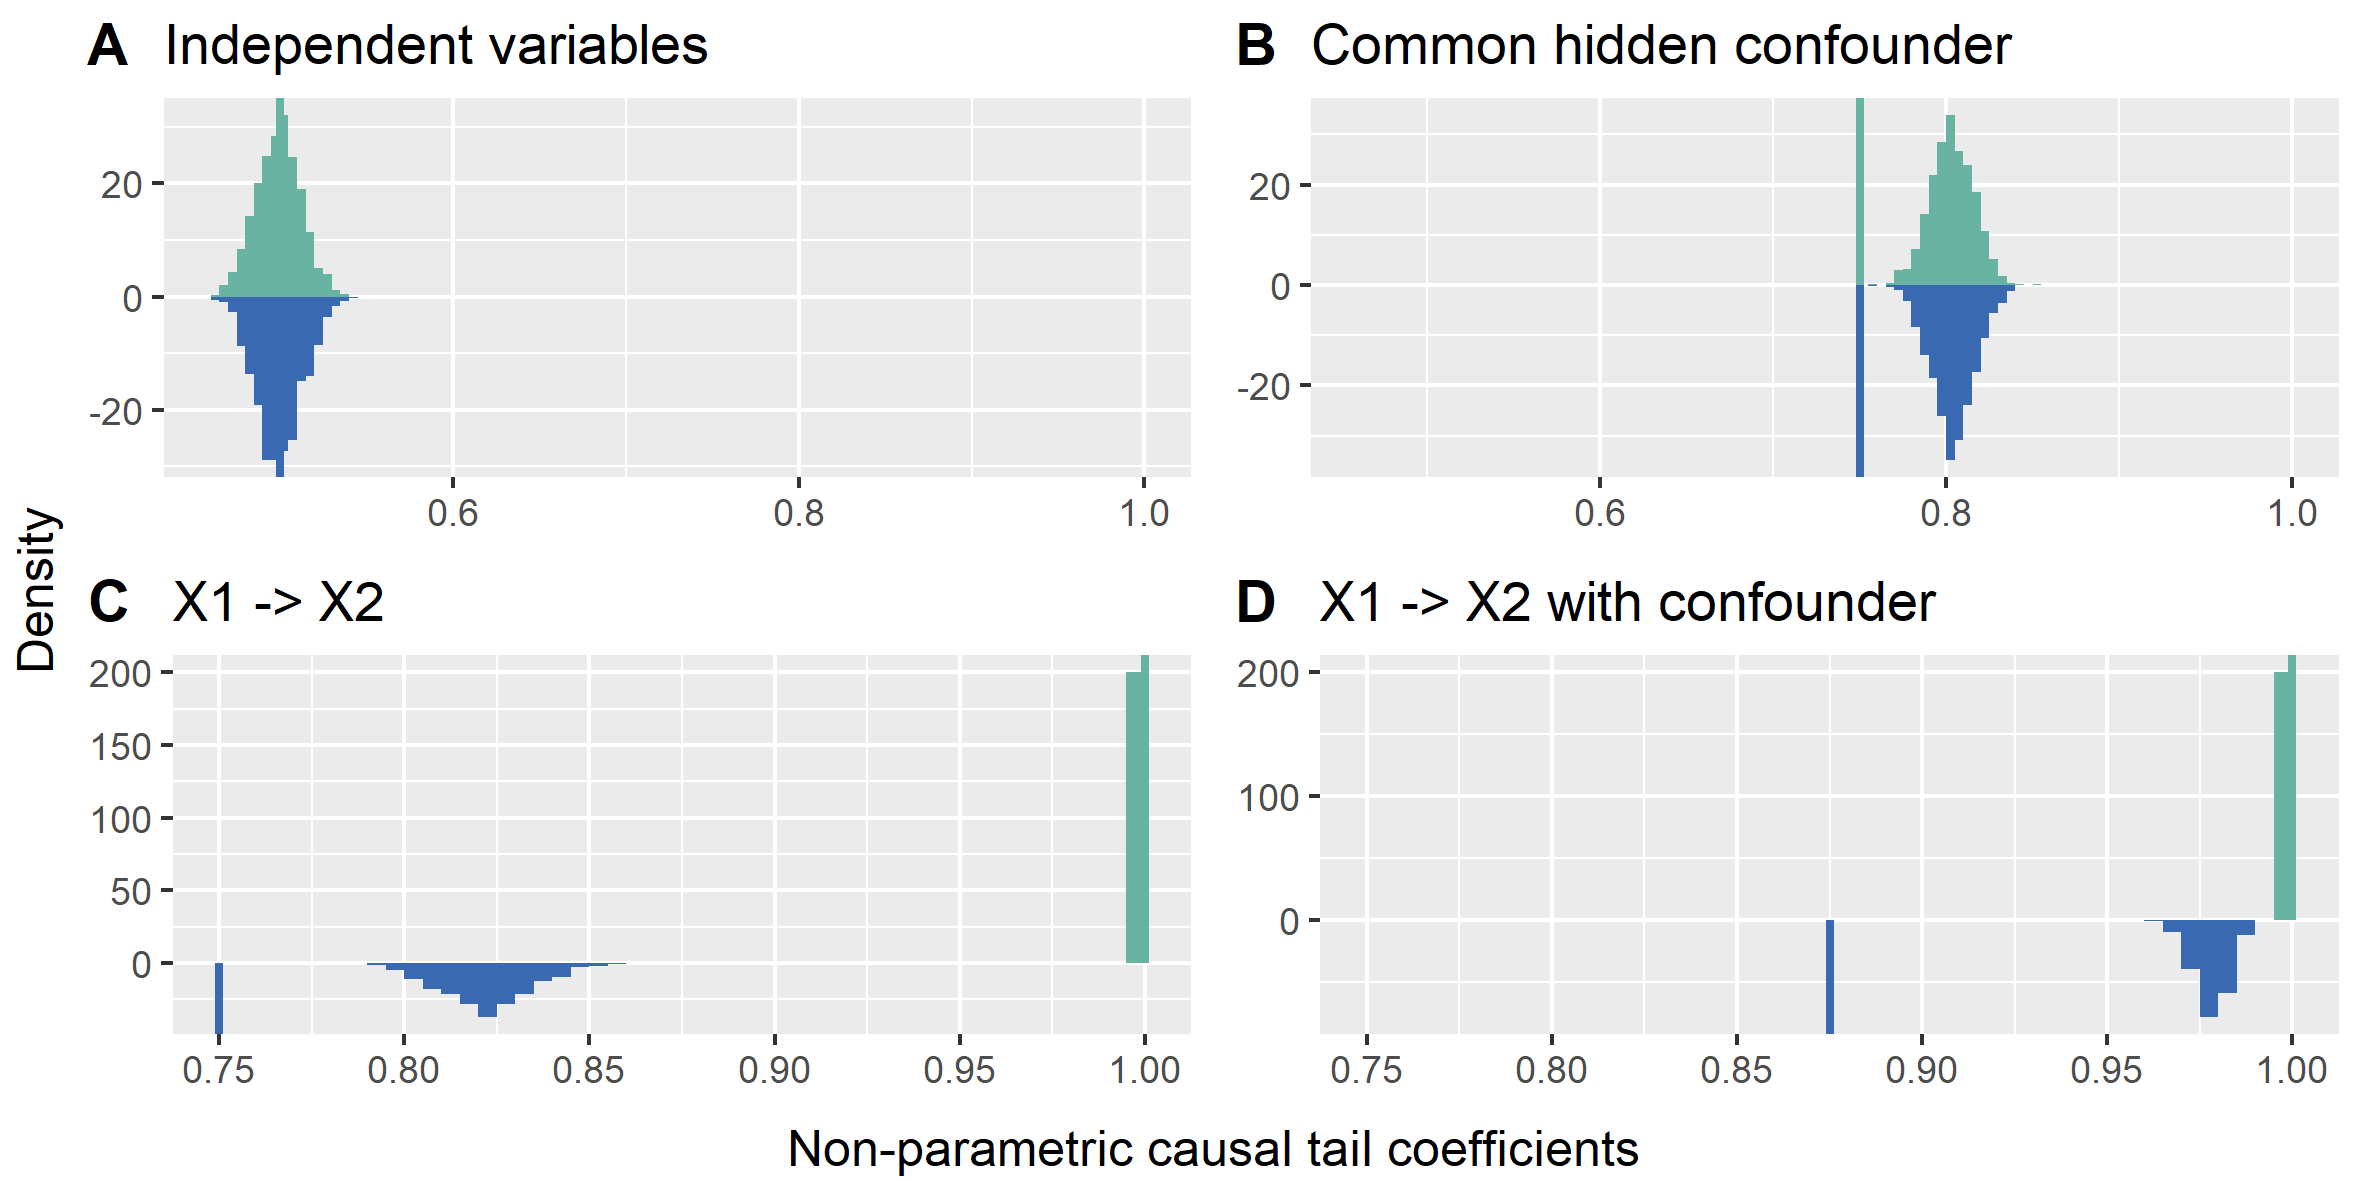 A Independent variables
B Common hidden confounder
20
0
-20
0.6 0.8 1.0
20
0
-20
0.6 0.8 1.0
Density
C X1 -> X2
D X1 -> X2 with confounder
200
150
100
50
0
0.75 0.80 0.85 0.90 0.95 1.00
200
100
0
0.75 0.80 0.85 0.90 0.95 1.00
Non-parametric causal tail coefficients